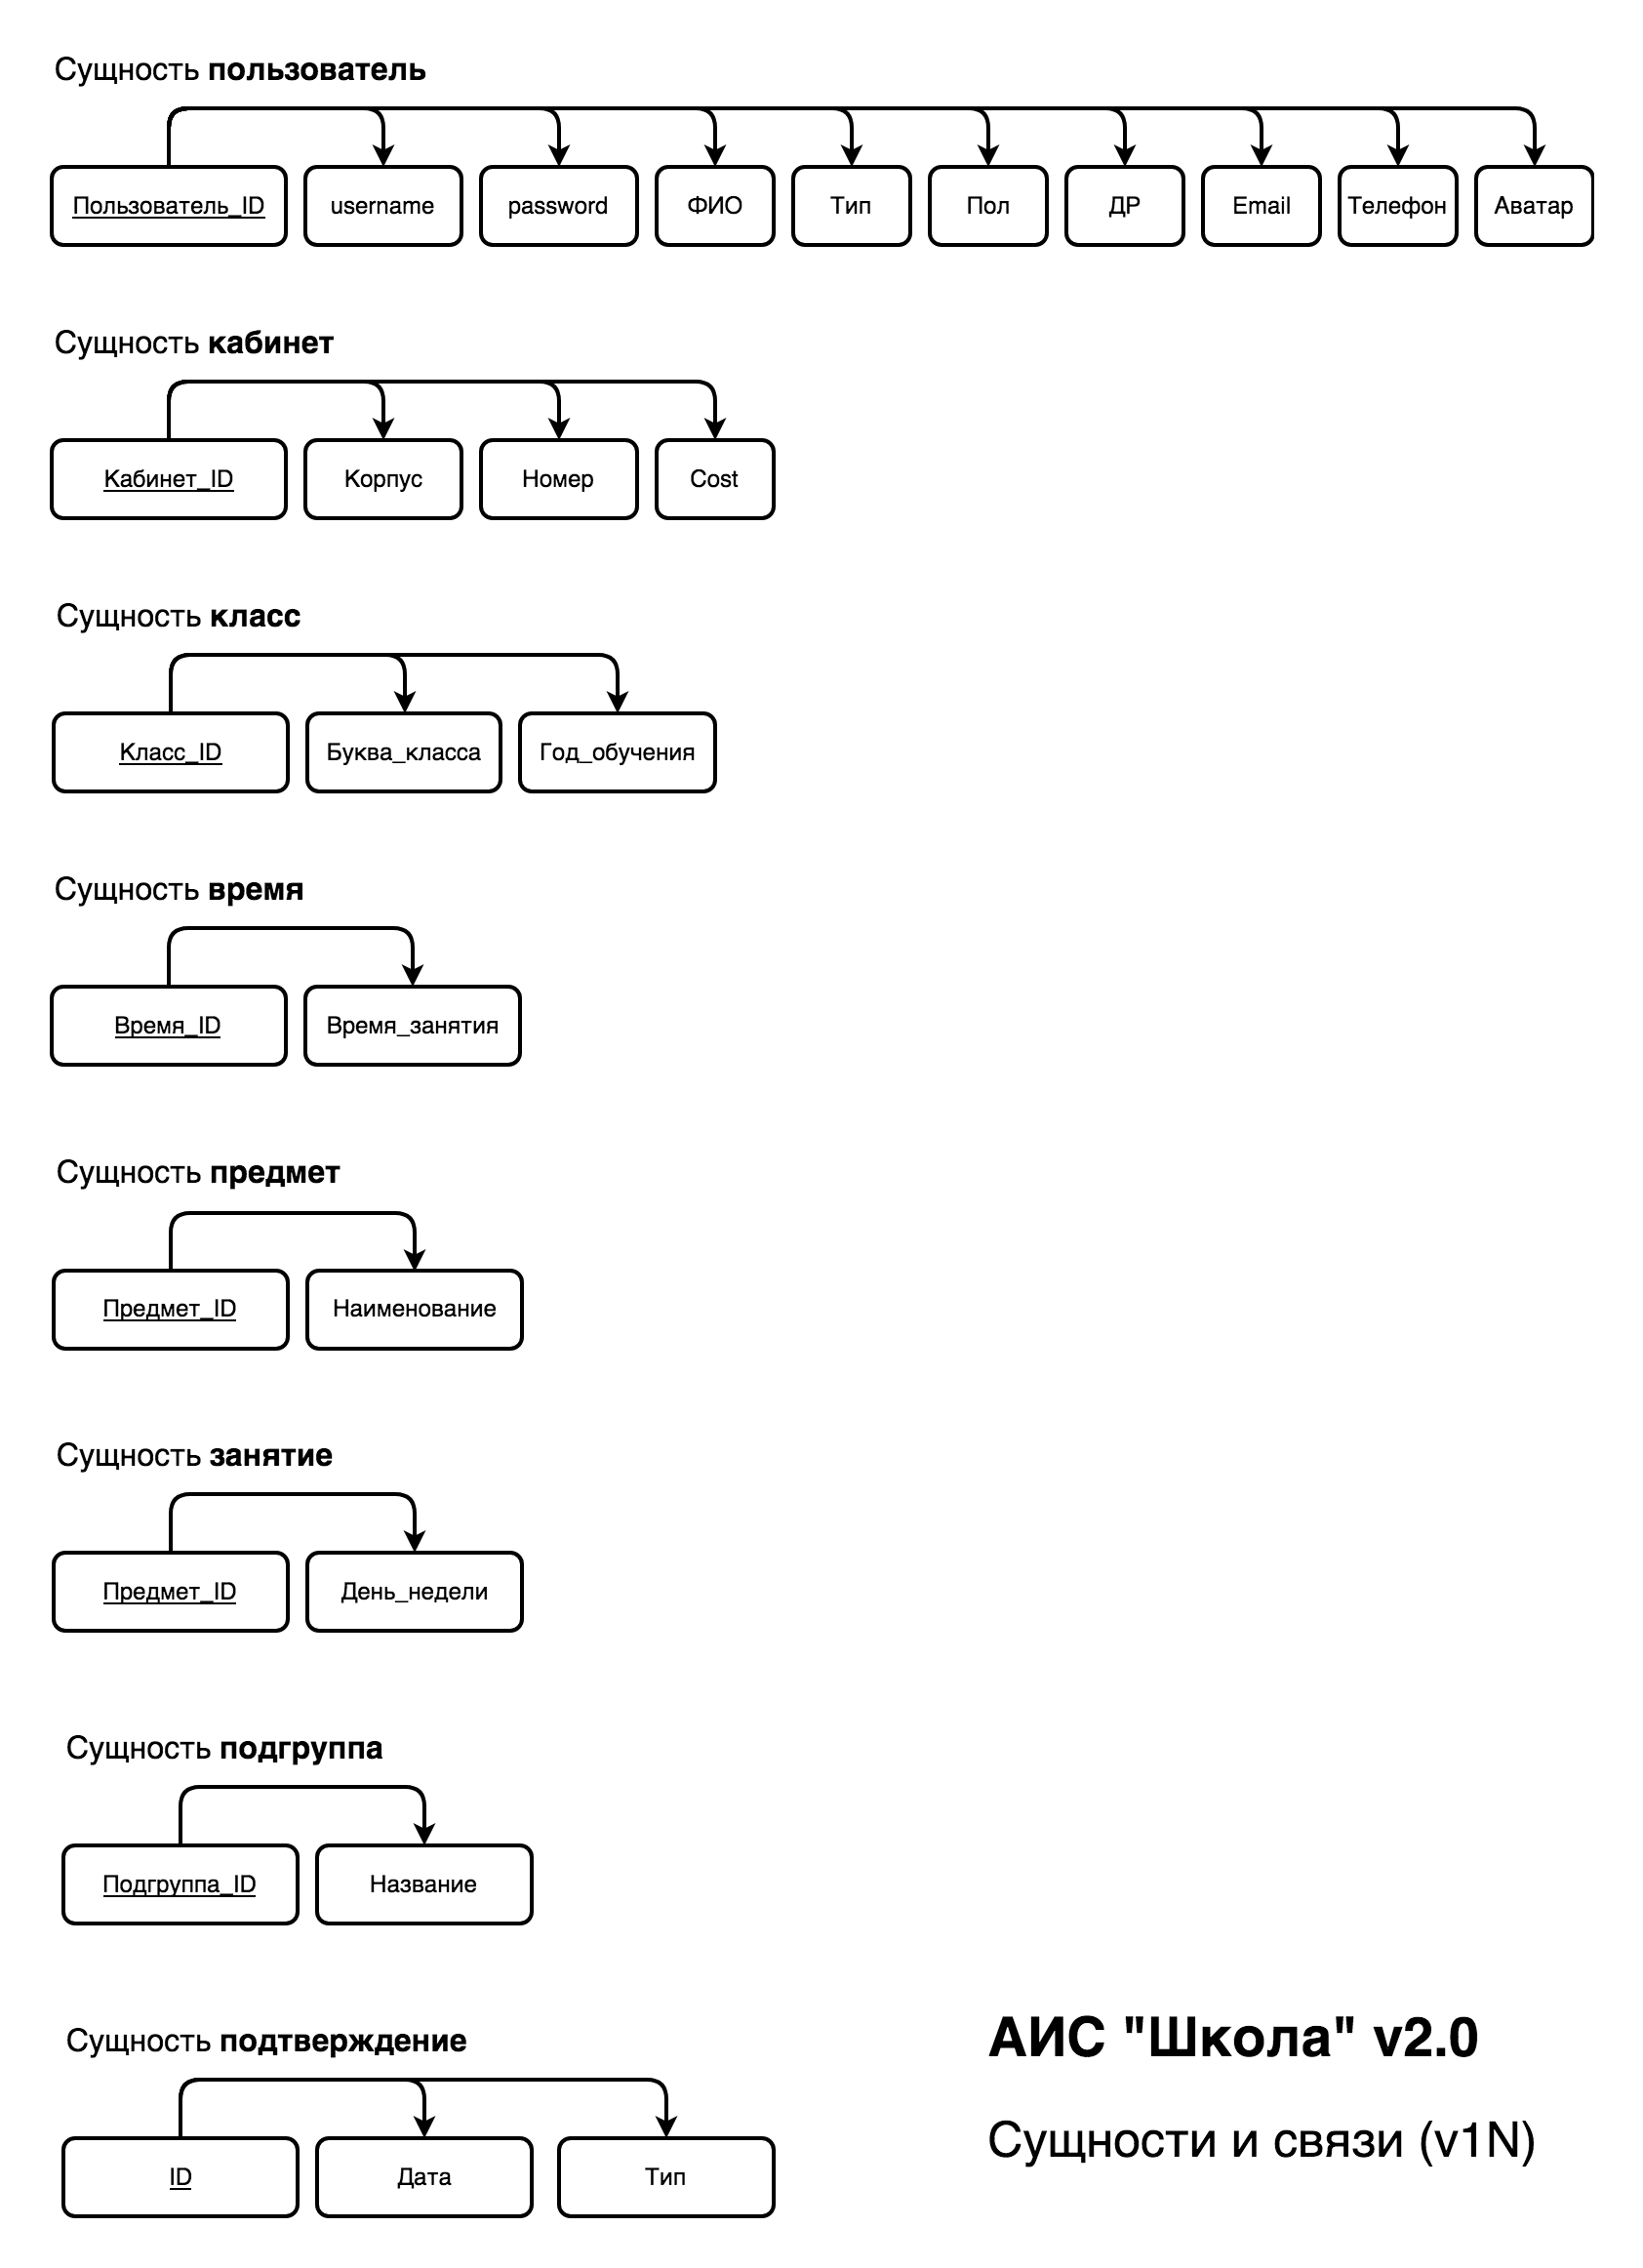 Сущность пользователь
Пользователь_ID username password ФИО Тип Пол ДР Email Телефон Аватар
Сущность кабинет
Кабинет_ID Корпус Номер Cost
Сущность класс
Класс_ID Буква_класса Год_обучения
Сущность время
Время_ID Время_занятия
Сущность предмет
Предмет_ID Наименование
Сущность занятие
Предмет_ID День_недели
Сущность подгруппа
Подгруппа_ID Название
Сущность подтверждение
ID Дата Тип
АИС "Школа" v2.0
Сущности и связи (v1N)